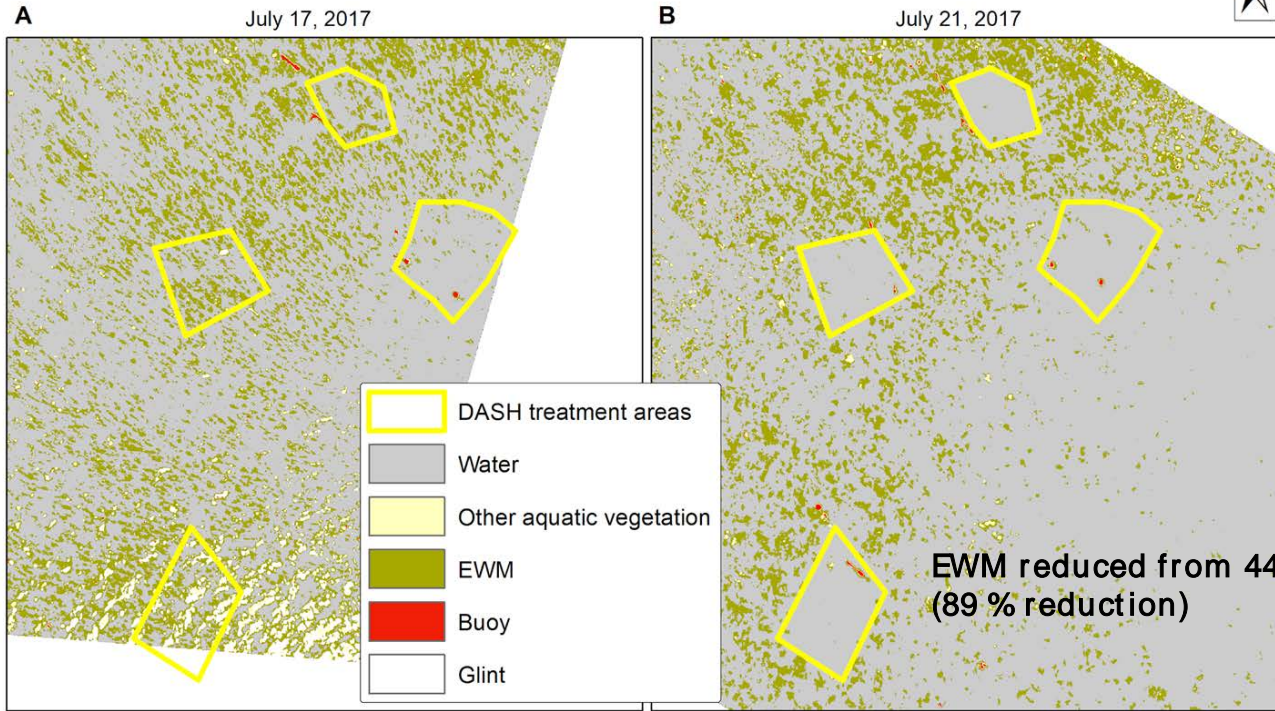 A
July 17, 2017
B
July 21, 2017
DASH treatment areas
Water
Other aquatic vegetation
EWM
Buoy
Glint
EWM reduced from 44
(89 % reduction)